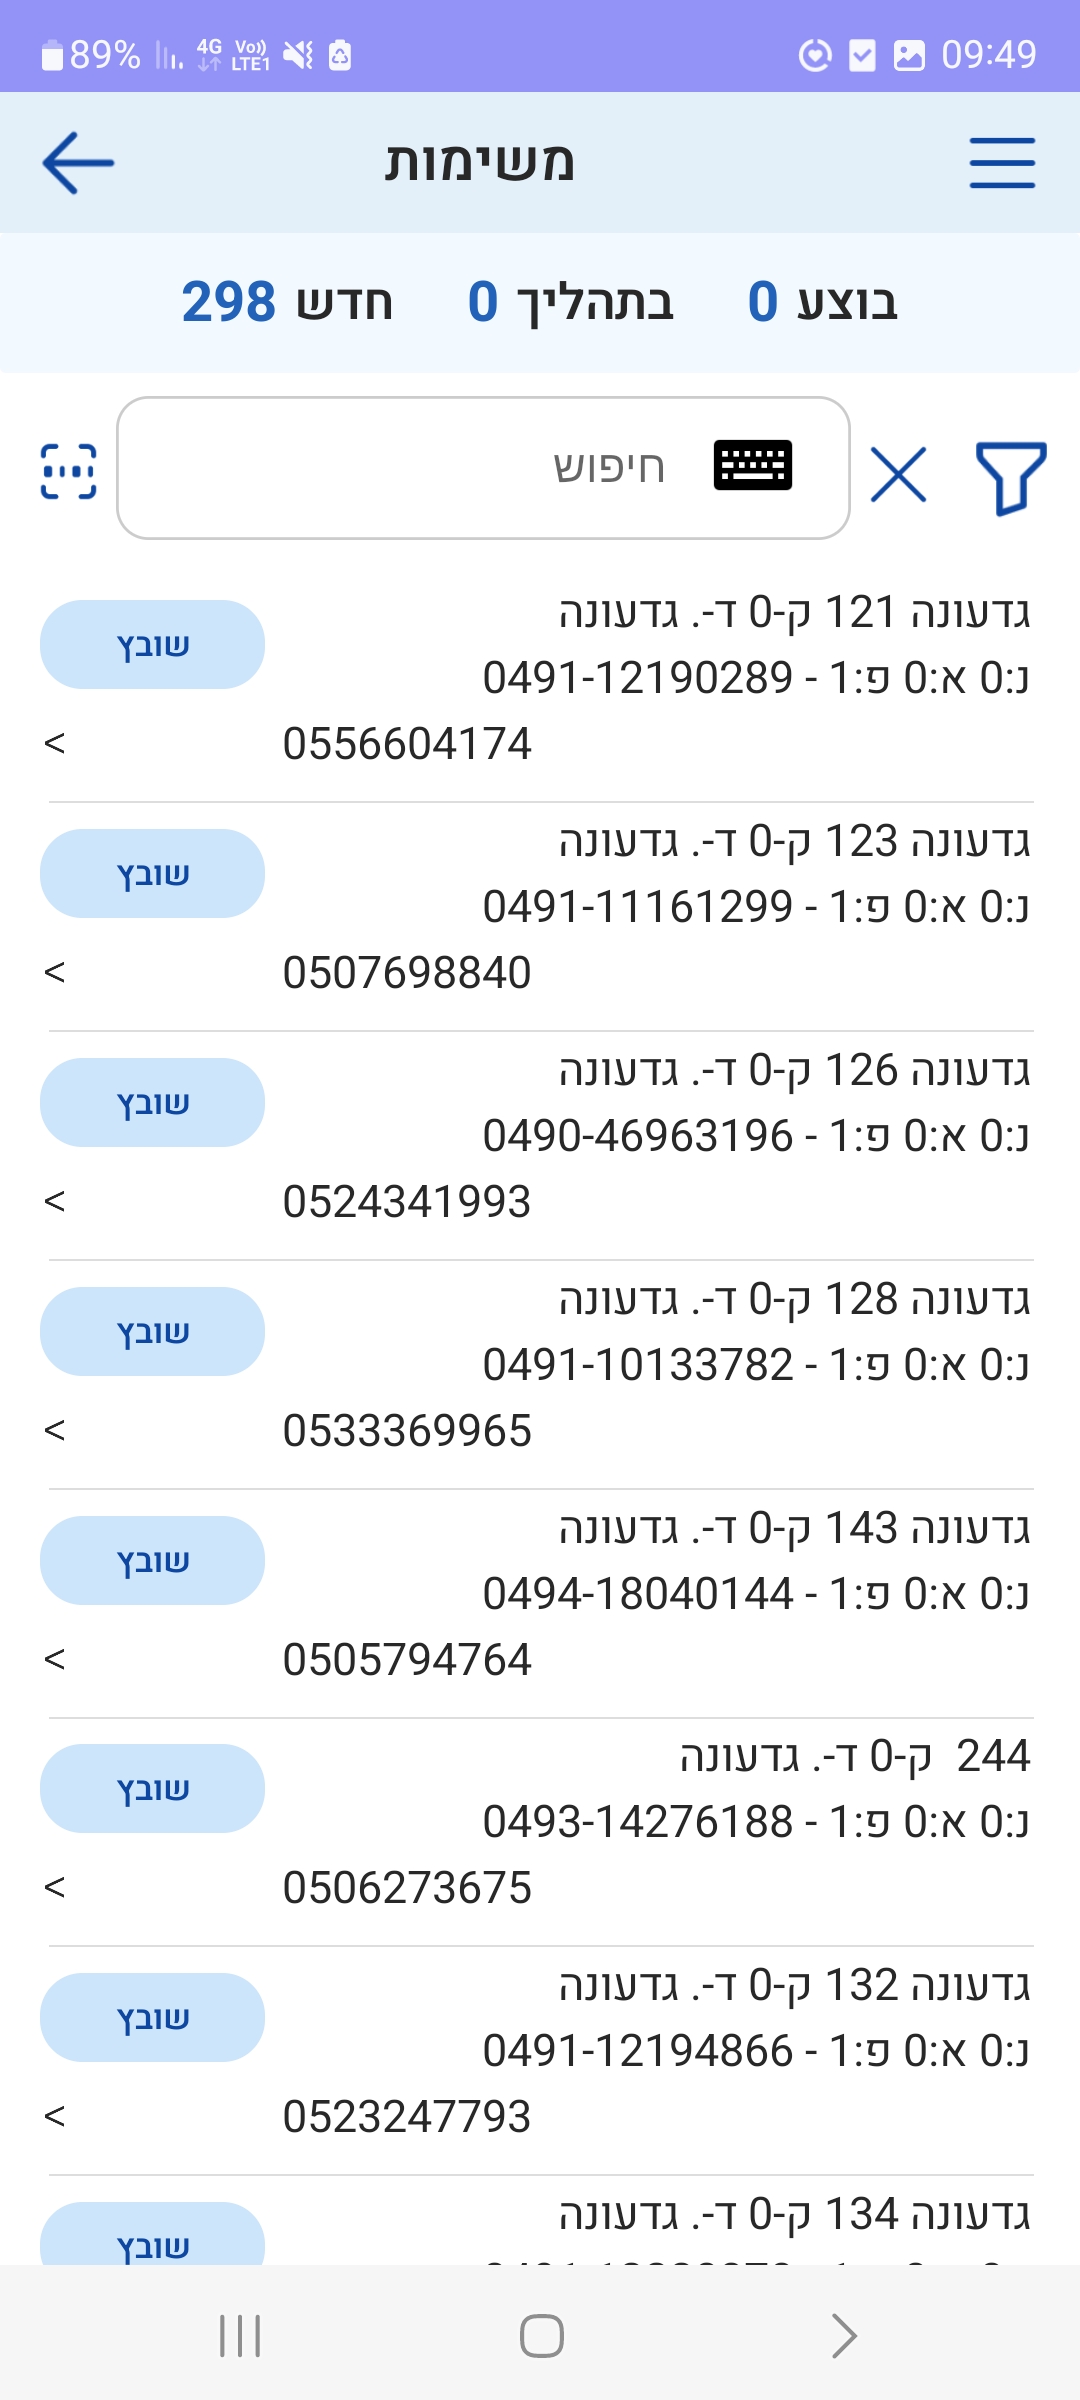 89% 4G Vo)) LTE1 09:49
משימות
בוצע 0 בתהליך 0 חדש 298
חיפוש
גדעונה 121 ק-0 ד-. גדעונה
שובץ
נ:0 א:0 פ:1 - 0491-12190289
0556604174
<
גדעונה 123 ק-0 ד-. גדעונה
שובץ
נ:0 א:0 פ:1 - 0491-11161299
0507698840
<
גדעונה 126 ק-0 ד-. גדעונה
שובץ
נ:0 א:0 פ:1 - 0490-46963196
0524341993
<
גדעונה 128 ק-0 ד-. גדעונה
שובץ
נ:0 א:0 פ:1 - 0491-10133782
0533369965
<
גדעונה 143 ק-0 ד-. גדעונה
שובץ
נ:0 א:0 פ:1 - 0494-18040144
0505794764
<
244 ק-0 ד-. גדעונה
שובץ
נ:0 א:0 פ:1 - 0493-14276188
0506273675
<
גדעונה 132 ק-0 ד-. גדעונה
שובץ
נ:0 א:0 פ:1 - 0491-12194866
0523247793
<
גדעונה 134 ק-0 ד-. גדעונה
שובץ